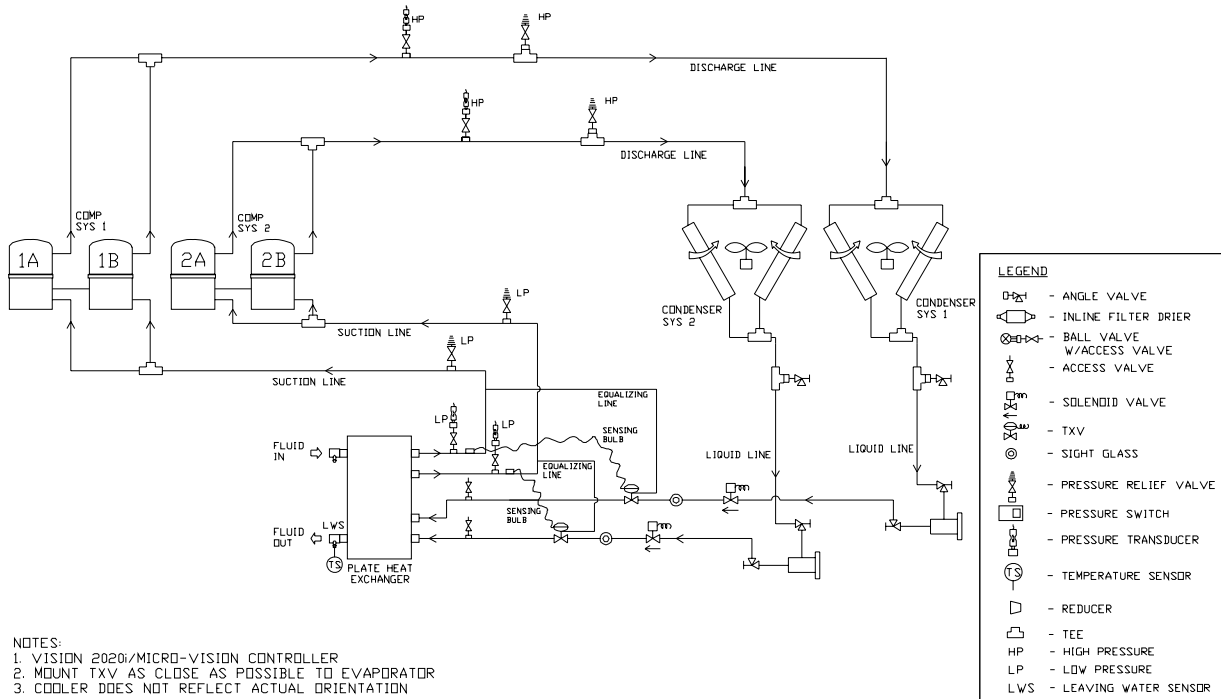 HP
HP
DISCHARGE LINE
HP
HP
DISCHARGE LINE
COMP
SYS 1
COMP
SYS 2
1A
1B
2A
2B
LP
SUCTION LINE
LP
SUCTION LINE
CONDENSER
SYS 2
CONDENSER
SYS 1
EQUALIZING
LINE
LP
LP
SENSING
BULB
FLUID
IN
EQUALIZING
LINE
LIQUID LINE
LIQUID LINE
SENSING
BULB
LWS
FLUID
OUT
TS
PLATE HEAT
EXCHANGER
LEGEND
- ANGLE VALVE
- INLINE FILTER DRIER
- BALL VALVE
W/ACCESS VALVE
- ACCESS VALVE
- SOLENOID VALVE
- TXV
- SIGHT GLASS
- PRESSURE RELIEF VALVE
- PRESSURE SWITCH
- PRESSURE TRANSDUCER
TS - TEMPERATURE SENSOR
- REDUCER
- TEE
HP - HIGH PRESSURE
LP - LOW PRESSURE
LWS - LEAVING WATER SENSOR
NOTES:
1. VISION 2020i/MICRO-VISION CONTROLLER
2. MOUNT TXV AS CLOSE AS POSSIBLE TO EVAPORATOR
3. COOLER DOES NOT REFLECT ACTUAL ORIENTATION